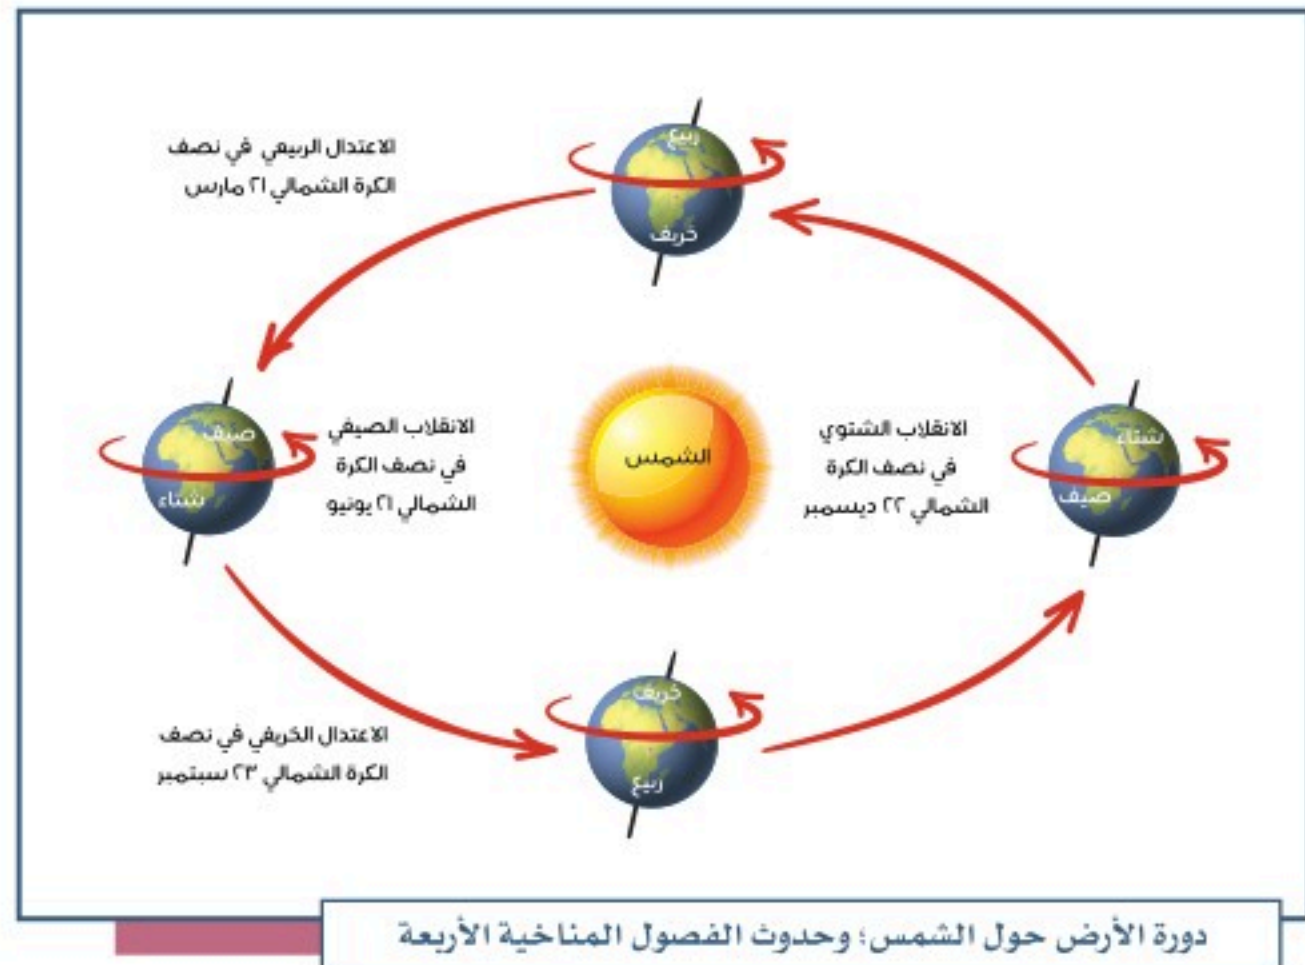 ربيع
خريف
الاعتدال الربيعي في نصف
الكرة الشمالي ٢١ مارس
شتاء
صيف
الانقلاب الشتوي
في نصف الكرة
الشمالي ٢٢ ديسمبر
الشمس
الانقلاب الصيفي
في نصف الكرة
الشمالي ٢١ يونيو
صيف
شتاء
خريف
ربيع
الاعتدال الخريفي في نصف
الكرة الشمالي ٢٣ سبتمبر
دورة الأرض حول الشمس؛ وحدوث الفصول المناخية الأربعة